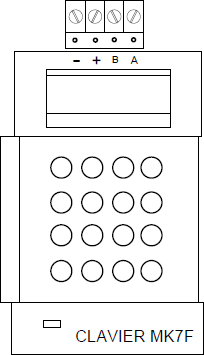 - + B A
CLAVIER MK7F